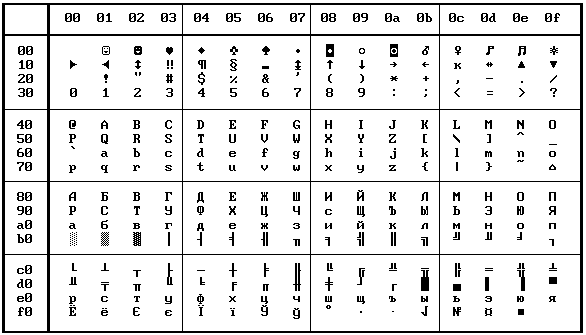 00 01 02 03 04 05 06 07 08 09 0a 0b 0c 0d 0e 0f
00 ☺ ☻ ♥ ♦ ♣ ♠ • ◘ ○ ◙ ♂ ♀ ♪ ♫ ☼
10 ► ◄ ↕ ‼ ¶ § ▬ ↨ ↑ ↓ → ← к ↔ ▲ ▼
20 ! " # $ % & ' ( ) * + , - . /
30 0 1 2 3 4 5 6 7 8 9 : ; < = > ?
40 @ A B C D E F G H I J K L M N O
50 P Q R S T U V W X Y Z [ \ ] ^ _
60 ` a b c d e f g h i j k l m n o
70 p q r s t u v w x y z { | } ~ ⌂
80 А Б В Г Д Е Ж Ш И Й К Л М Н О П
90 Р С Т У Ф Х Ц Ч Ш Щ Ъ Ы Ь Э Ю Я
a0 а б в г д е ж з и й к л м н о п
b0 ░ ▒ ▓ │ ┤ ╡ ╢ ╖ ╕ ╣ ║ ╗ ╝ ╜ ╛ ┐
c0 └ ┴ ┬ ├ ─ ┼ ╞ ╟ ╚ ╔ ╩ ╦ ╠ ═ ╬ ╧
d0 ╨ ╤ ╥ ╙ ╘ ╒ ╓ ╫ ╪ ┘ ┌ █ ▄ ▌ ▐ ▀
e0 р с т у ф х ц ч ш щ ъ ы ь э ю я
f0 Ё ё Є є Ї ї Ў ў ° ∙ · √ № ¤ ■